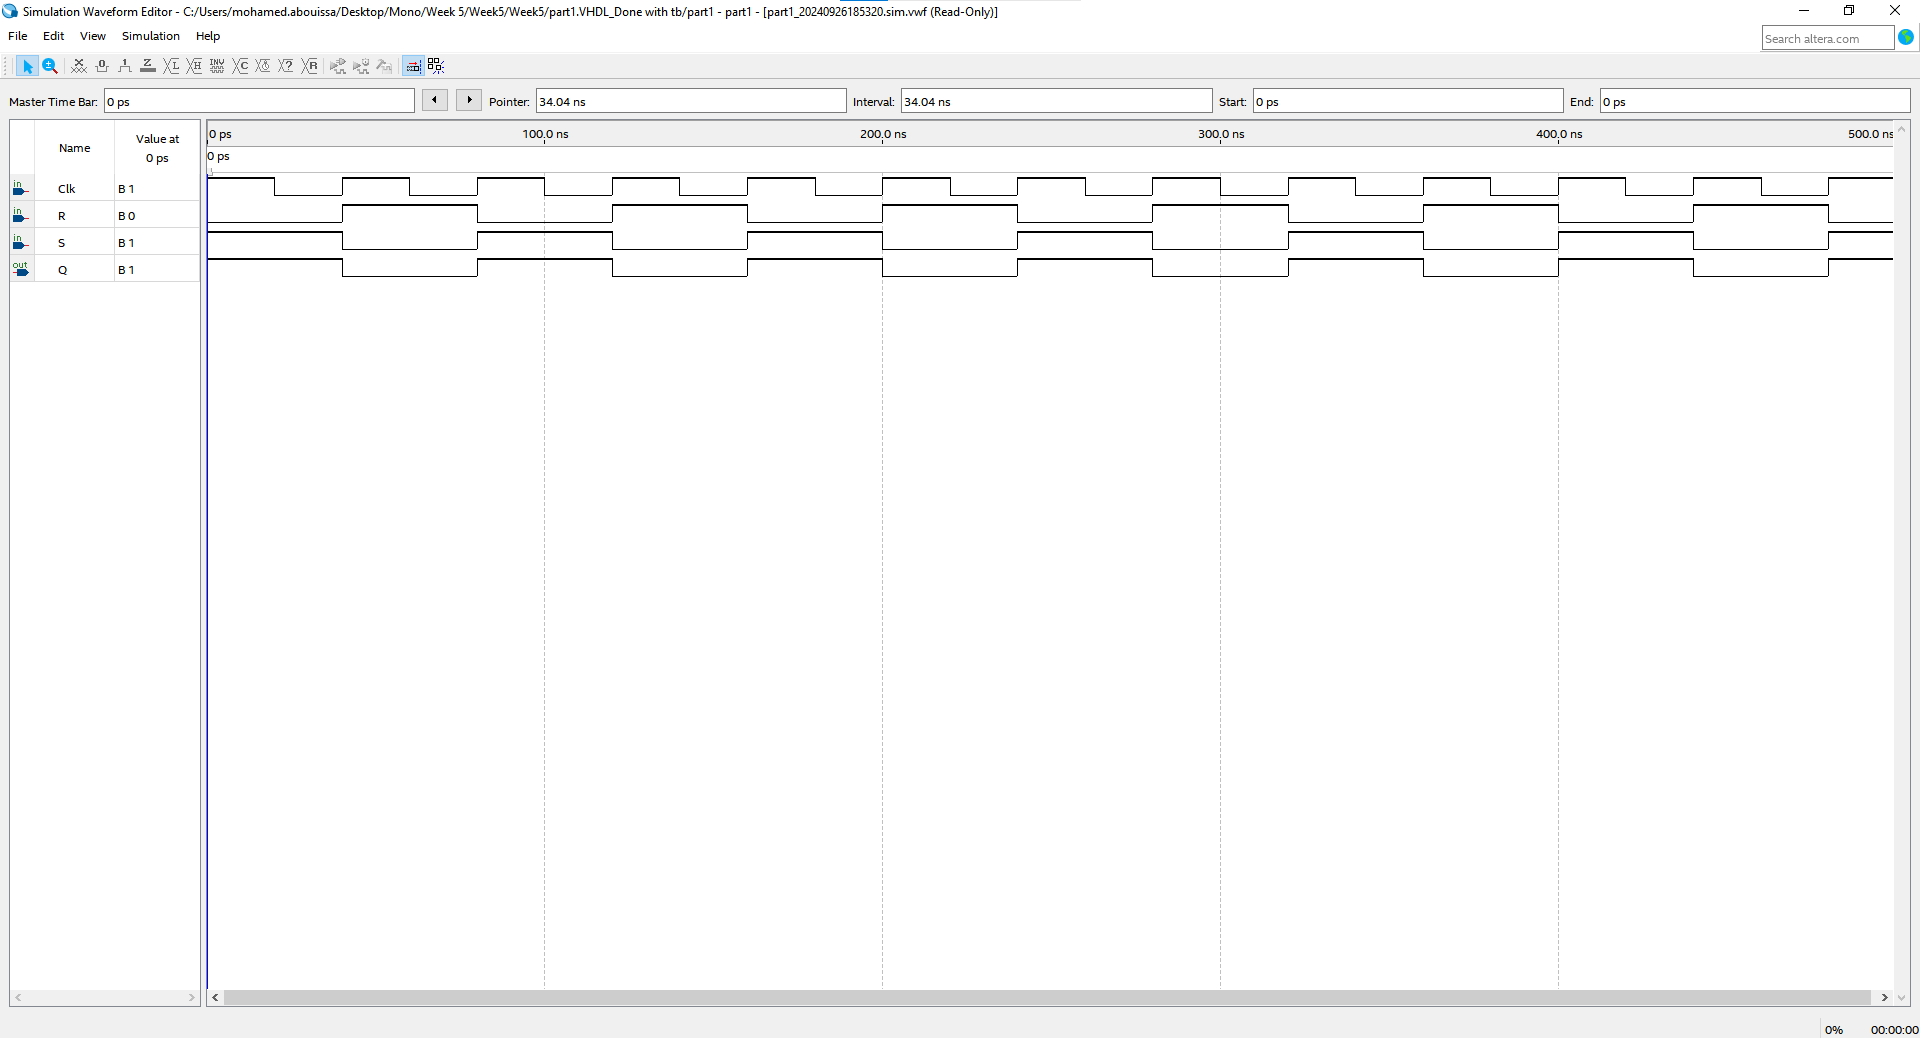 Simulation Waveform Editor - C:/Users/mohamed.abouissa/Desktop/Mono/Week 5/Week5/Week5/part1.VHDL_Done with tb/part1 - part1 - [part1_20240926185320.sim.vwf (Read-Only)]
File Edit View Simulation Help
Search altera.com
Master Time Bar: 0 ps Pointer: 34.04 ns Interval: 34.04 ns Start: 0 ps End: 0 ps
Name Value at 0 ps
0 ps 100.0 ns 200.0 ns 300.0 ns 400.0 ns 500.0 ns
0 ps
in Clk B 1
in R B 0
in S B 1
out Q B 1
0% 00:00:00